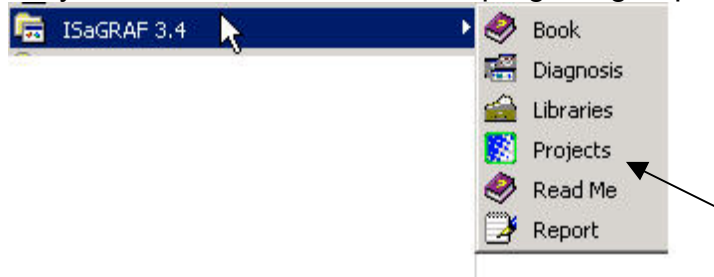 ISaGRAF 3.4
Book
Diagnosis
Libraries
Projects
Read Me
Report